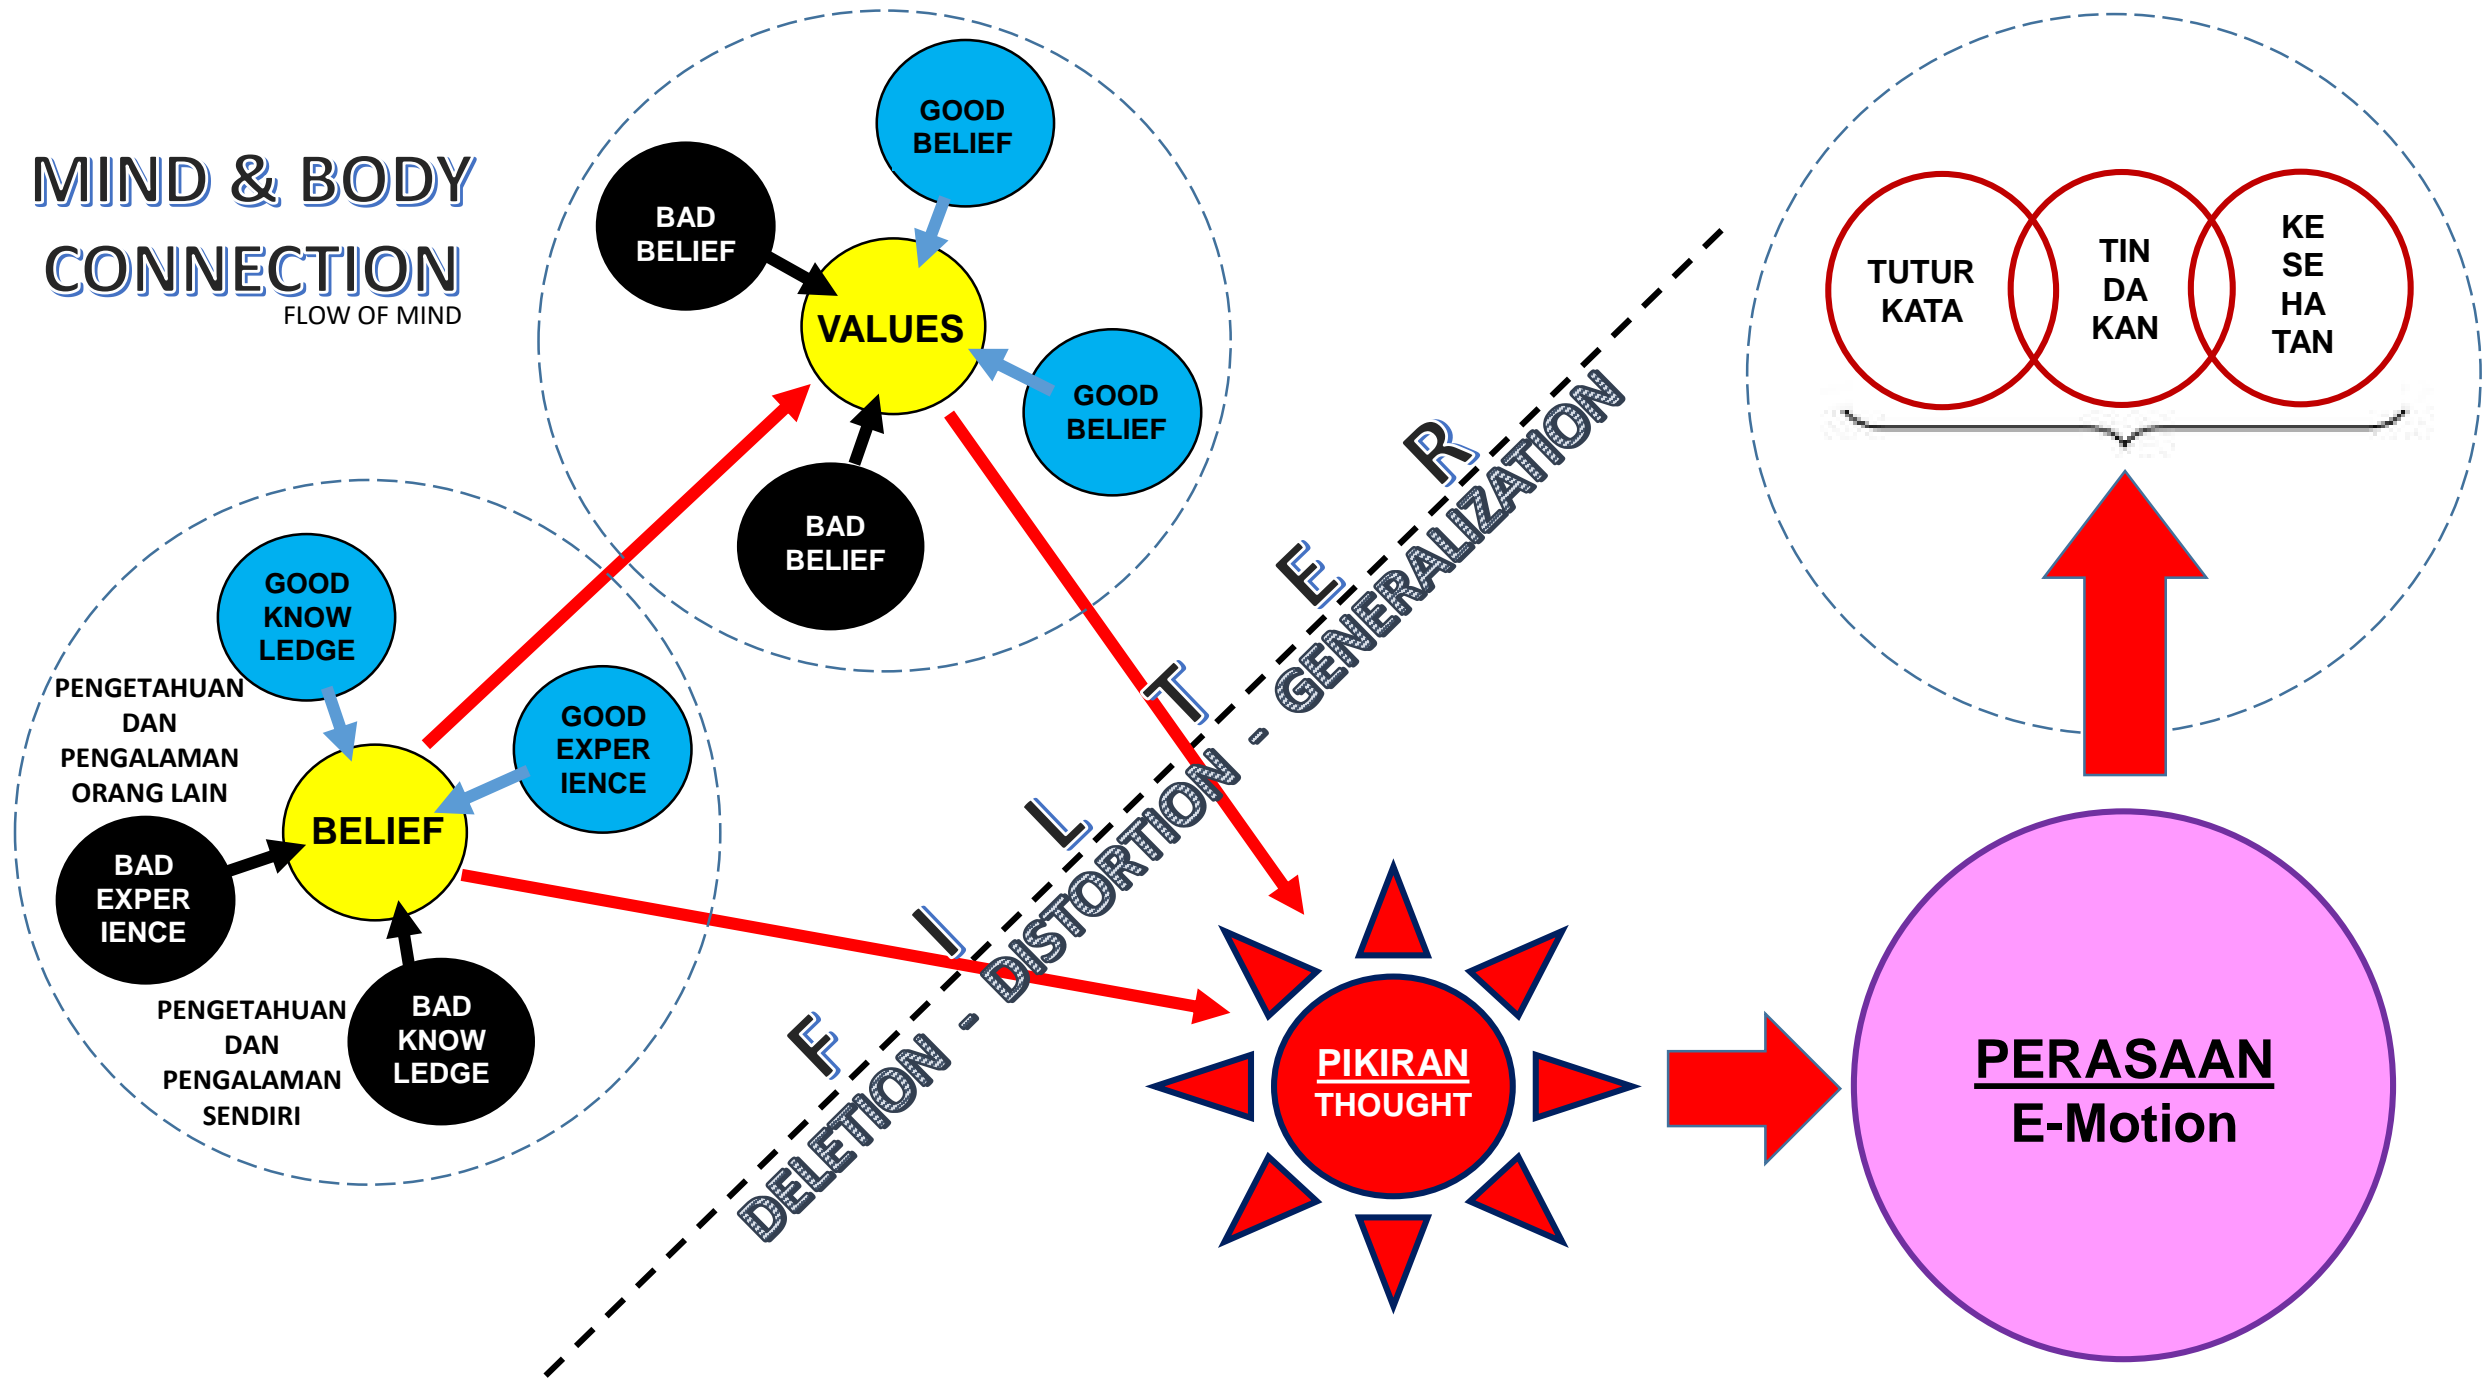 MIND & BODY
CONNECTION
FLOW OF MIND
GOOD
BELIEF
BAD
BELIEF
VALUES
GOOD
BELIEF
BAD
BELIEF
GOOD
KNOW
LEDGE
PENGETAHUAN
DAN
PENGALAMAN
ORANG LAIN
GOOD
EXPER
IENCE
BELIEF
BAD
EXPER
IENCE
PENGETAHUAN
DAN
PENGALAMAN
SENDIRI
BAD
KNOW
LEDGE
F I L T E R
DELETION - DISTORTION - GENERALIZATION
PIKIRAN
THOUGHT
PERASAAN
E-Motion
TUTUR
KATA
TIN
DA
KAN
KE
SE
HA
TAN